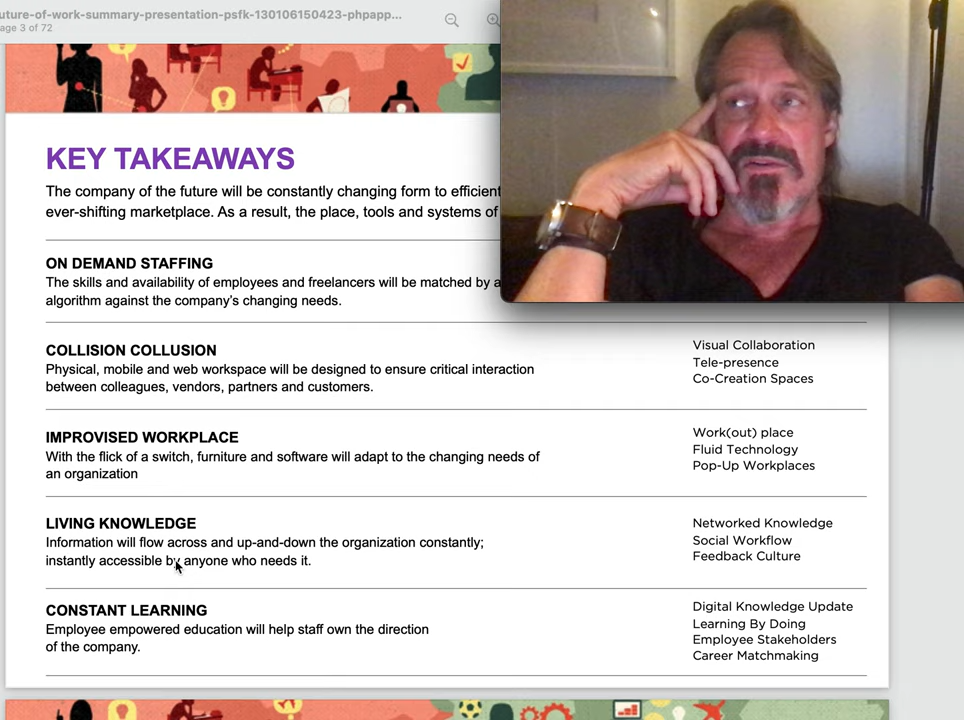 uture-of-work-summary-presentation-psfk-130106150423-phpapp...
age 3 of 72
KEY TAKEAWAYS
The company of the future will be constantly changing form to efficient
ever-shifting marketplace. As a result, the place, tools and systems of
ON DEMAND STAFFING
The skills and availability of employees and freelancers will be matched by a
algorithm against the company's changing needs.
COLLISION COLLUSION
Physical, mobile and web workspace will be designed to ensure critical interaction
between colleagues, vendors, partners and customers.
Visual Collaboration
Tele-presence
Co-Creation Spaces
IMPROVISED WORKPLACE
With the flick of a switch, furniture and software will adapt to the changing needs of
an organization
Work(out) place
Fluid Technology
Pop-Up Workplaces
LIVING KNOWLEDGE
Information will flow across and up-and-down the organization constantly;
instantly accessible by anyone who needs it.
Networked Knowledge
Social Workflow
Feedback Culture
CONSTANT LEARNING
Employee empowered education will help staff own the direction
of the company.
Digital Knowledge Update
Learning By Doing
Employee Stakeholders
Career Matchmaking